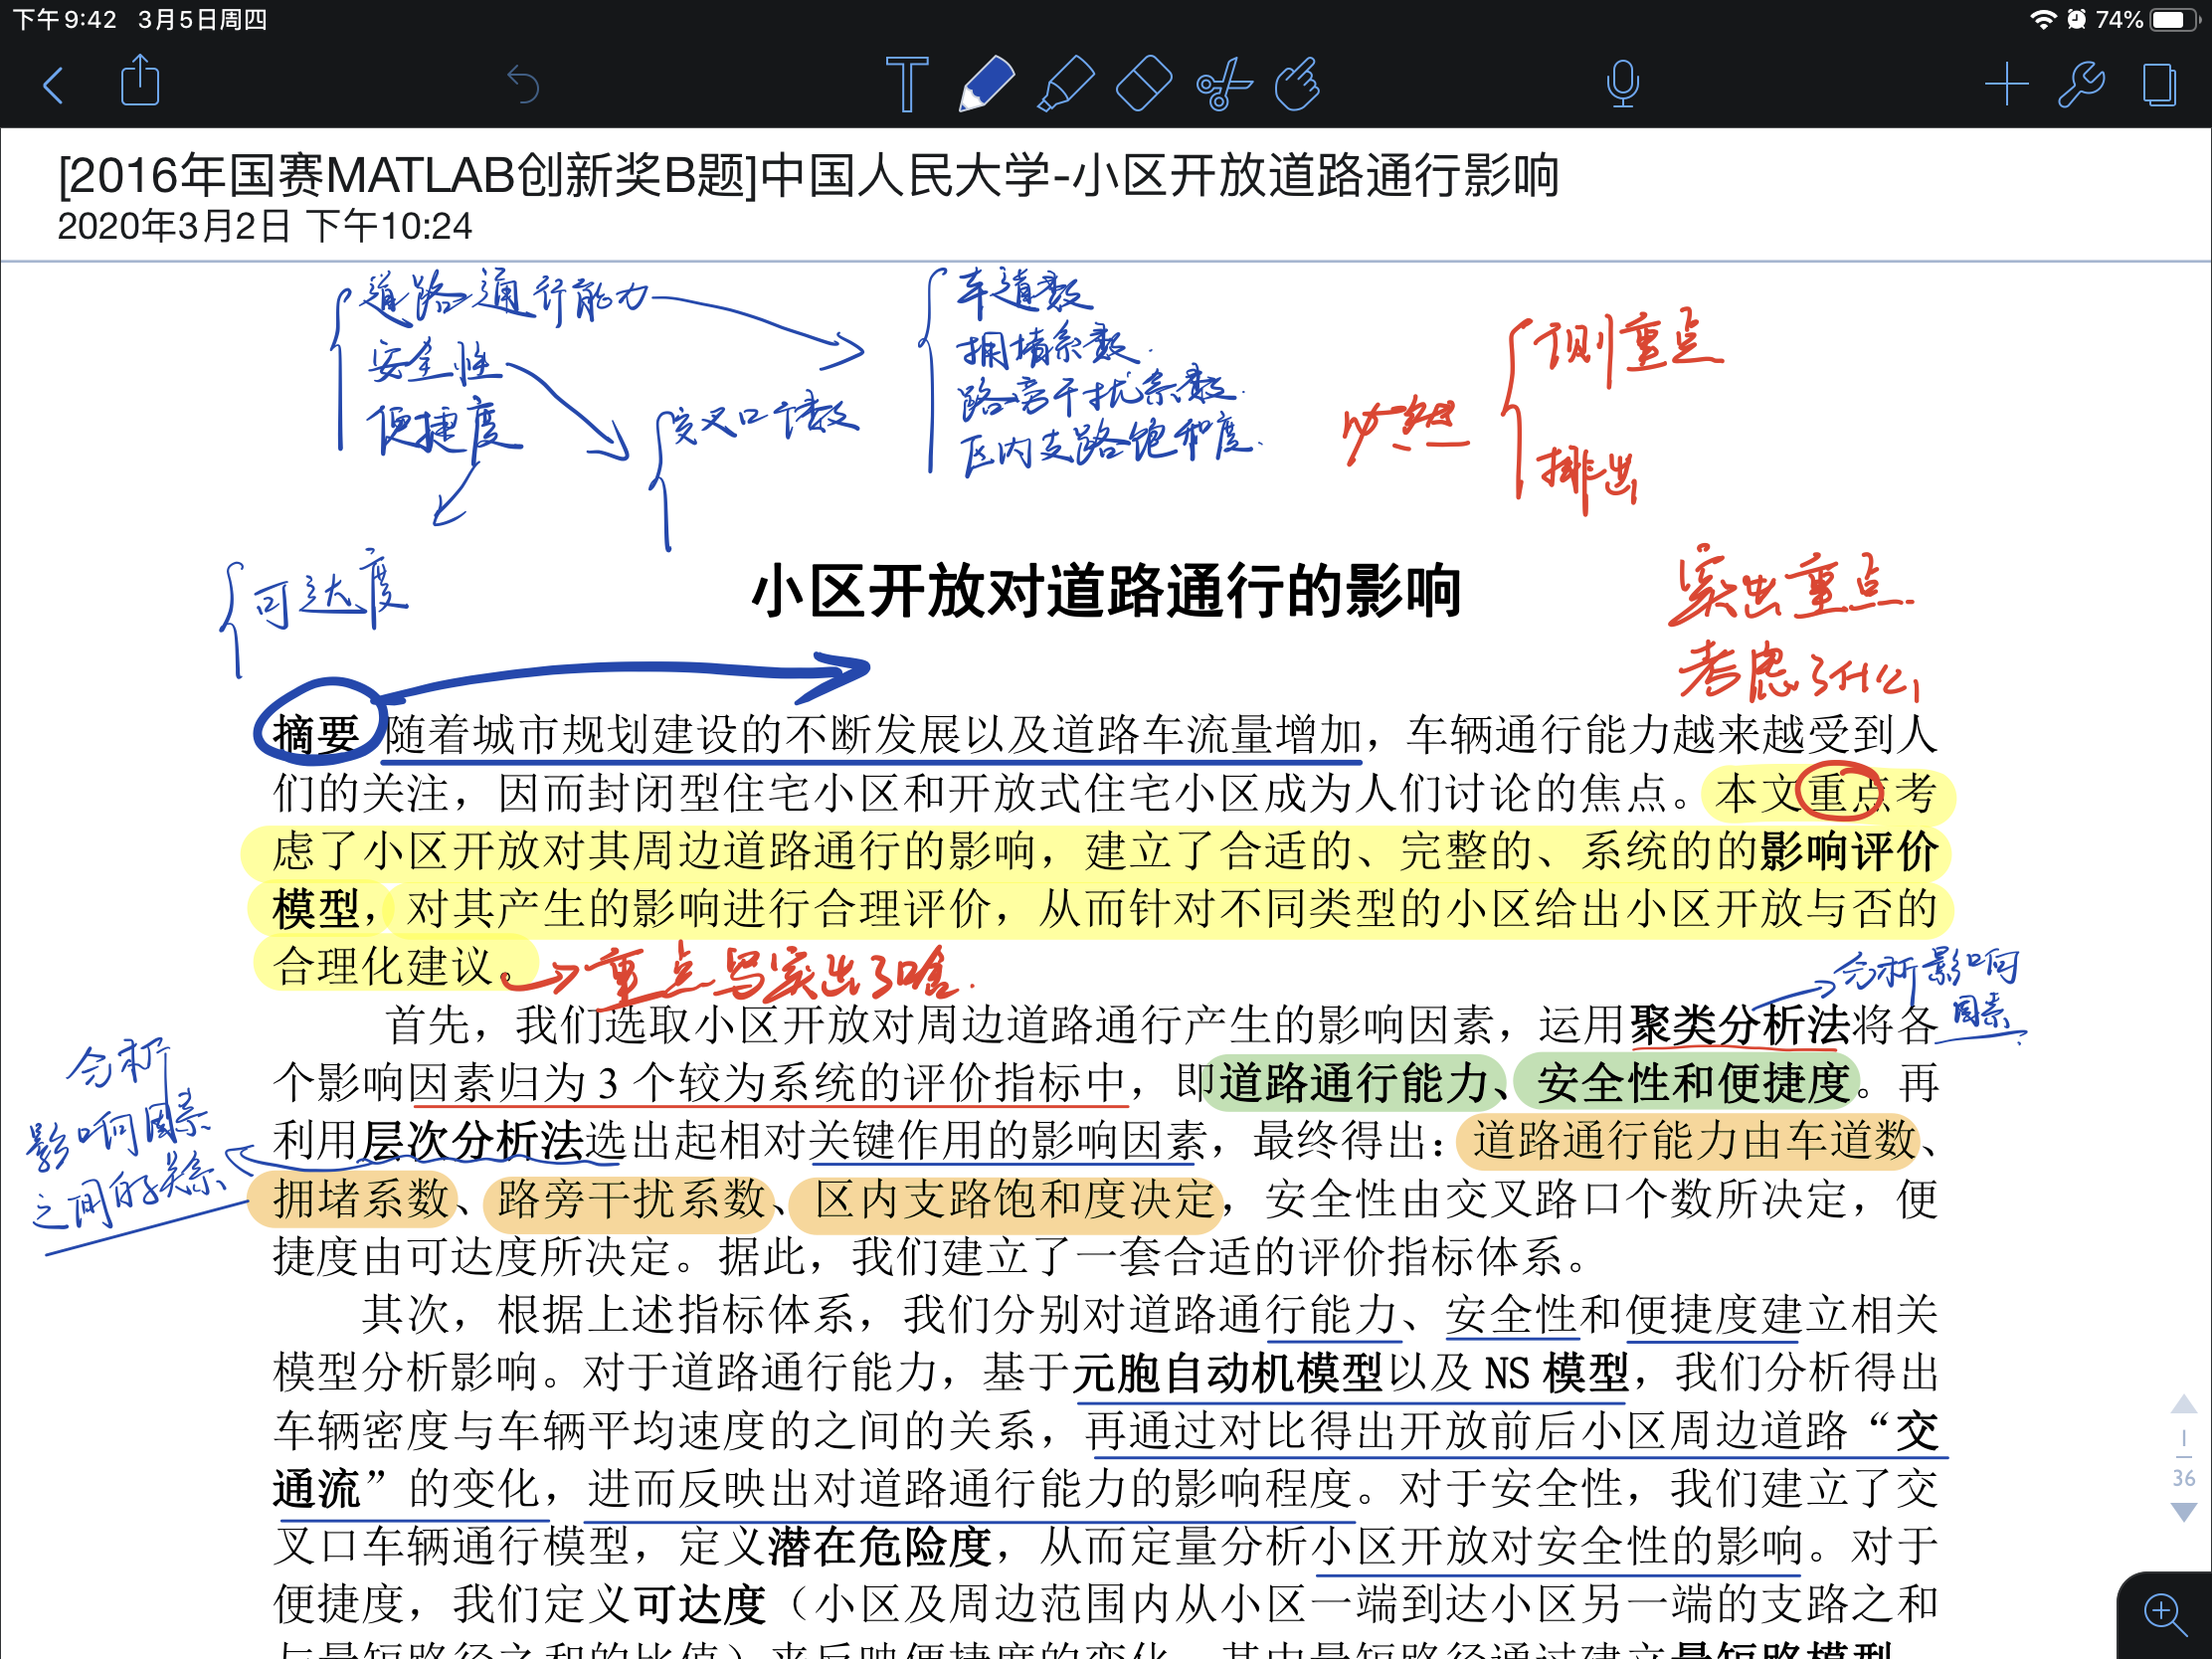 下午9:42 3月5日周四
74%
[2016年国赛MATLAB创新奖B题]中国人民大学-小区开放道路通行影响
2020年3月2日 下午10:24
道路通行能力
安全性
便捷度
可达度
交叉口个数
车道数
拥堵系数.
路旁干扰系数.
区内支路饱和度.
侧重点
排出
小区开放对道路通行的影响
突出重点
考虑了什么
摘要 随着城市规划建设的不断发展以及道路车流量增加，车辆通行能力越来越受到人
们的关注，因而封闭型住宅小区和开放式住宅小区成为人们讨论的焦点。本文重点考
虑了小区开放对其周边道路通行的影响，建立了合适的、完整的、系统的的影响评价
模型，对其产生的影响进行合理评价，从而针对不同类型的小区给出小区开放与否的
合理化建议。
重点写突出了啥.
分析影响
因素
首先，我们选取小区开放对周边道路通行产生的影响因素，运用聚类分析法将各
个影响因素归为 3 个较为系统的评价指标中，即道路通行能力、安全性和便捷度。再
利用层次分析法选出起相对关键作用的影响因素，最终得出：道路通行能力由车道数、
拥堵系数、路旁干扰系数、区内支路饱和度决定，安全性由交叉路口个数所决定，便
捷度由可达度所决定。据此，我们建立了一套合适的评价指标体系。
分析
影响因素
之间的关系
其次，根据上述指标体系，我们分别对道路通行能力、安全性和便捷度建立相关
模型分析影响。对于道路通行能力，基于元胞自动机模型以及 NS 模型，我们分析得出
车辆密度与车辆平均速度的之间的关系，再通过对比得出开放前后小区周边道路“交
通流”的变化，进而反映出对道路通行能力的影响程度。对于安全性，我们建立了交
叉口车辆通行模型，定义潜在危险度，从而定量分析小区开放对安全性的影响。对于
便捷度，我们定义可达度（小区及周边范围内从小区一端到达小区另一端的支路之和
与最短路径之和的比值）来反映便捷度的变化，其中最短路径通过建立最短路模型
1
36